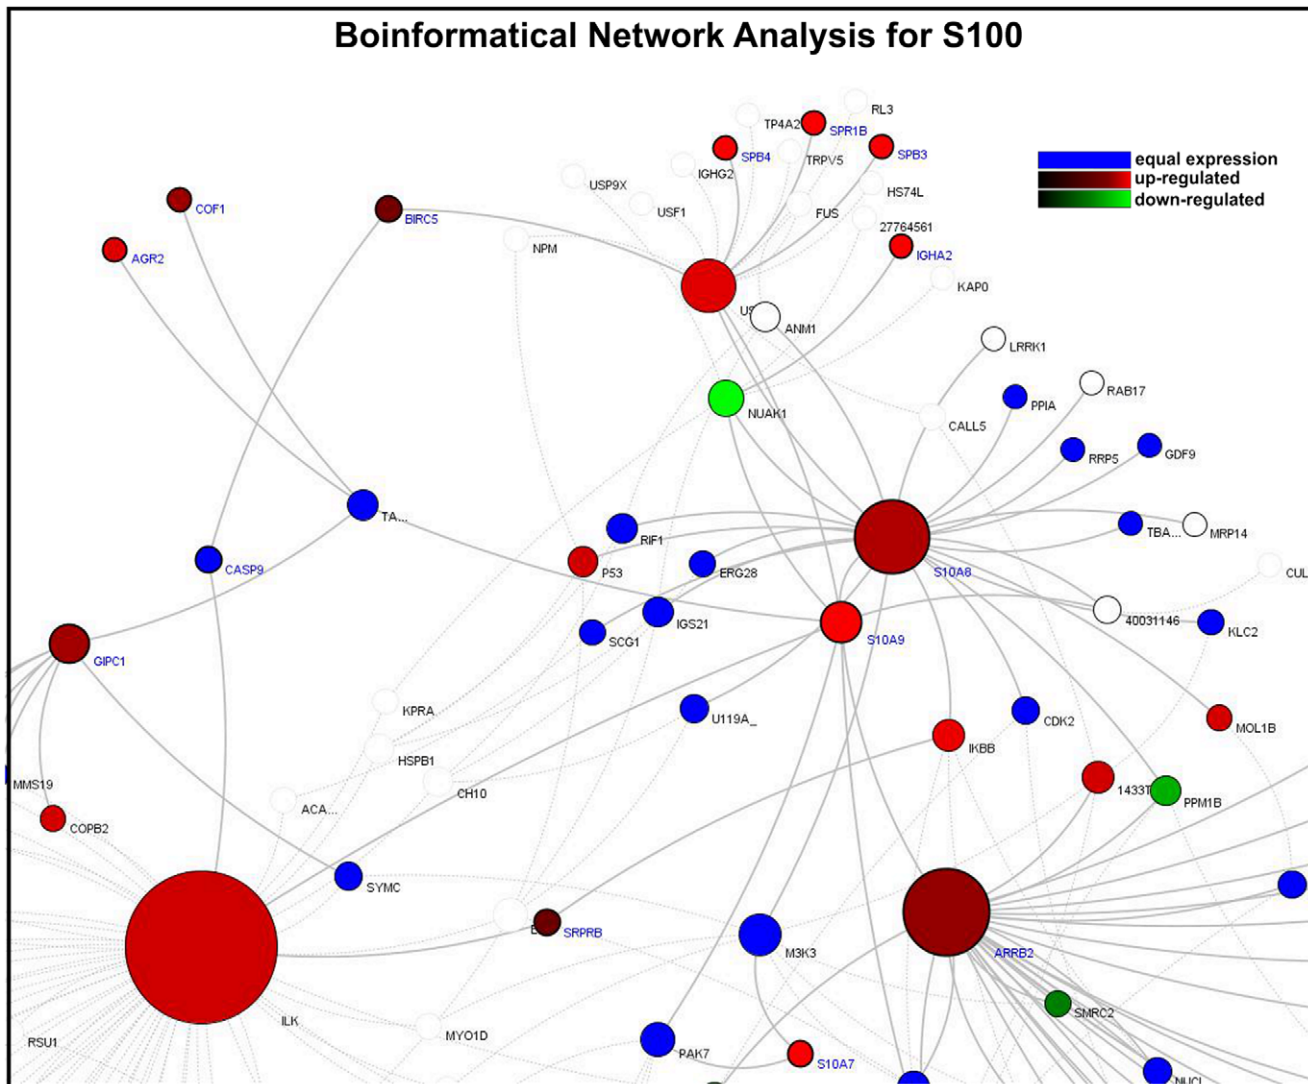 Boinformatical Network Analysis for S100
RL3
TP4A2
SPR1B
equal expression
up-regulated
down-regulated
SPB4
SPB3
TRPV5
IGHG2
USP9X
HS74L
COF1
USF1
FUS
BIRC5
27764561
NPM
IGHA2
AGR2
KAP0
US
ANM1
LRRK1
RAB17
PPIA
NUAK1
CALL5
RRP5
GDF9
TA...
TBA...
MRP14
RIF1
CASP9
P53
ERG28
S10A8
CUL
40031146
IGS21
KLC2
SCG1
S10A9
GIPC1
KPRA
U119A_
CDK2
MOL1B
IKBB
HSPB1
MMS19
CH10
1433T
PPM1B
ACA...
COPB2
SYMC
SRPRB
M3K3
ARRB2
SMRC2
ILK
MYO1D
RSU1
PAK7
S10A7
NUCL